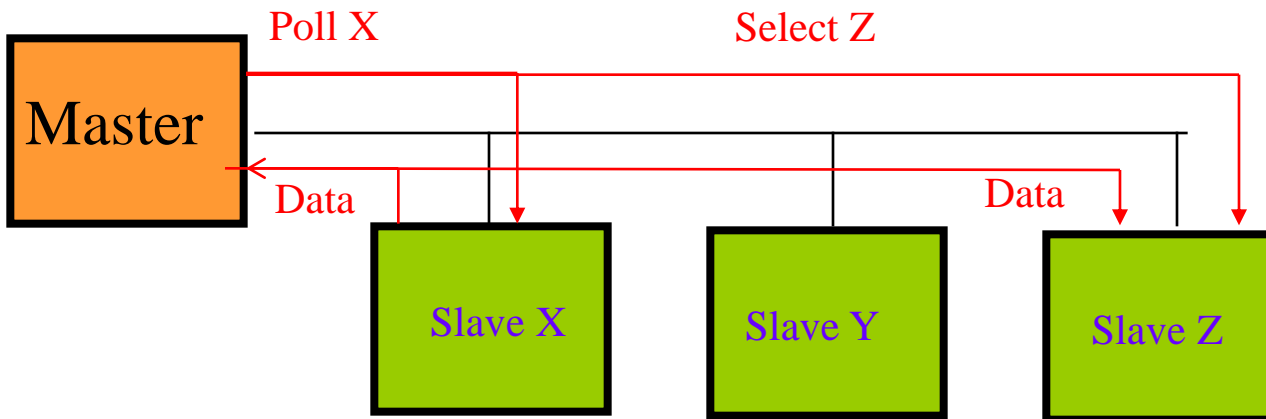 Poll X
Select Z
Master
Data
Data
Slave X
Slave Y
Slave Z